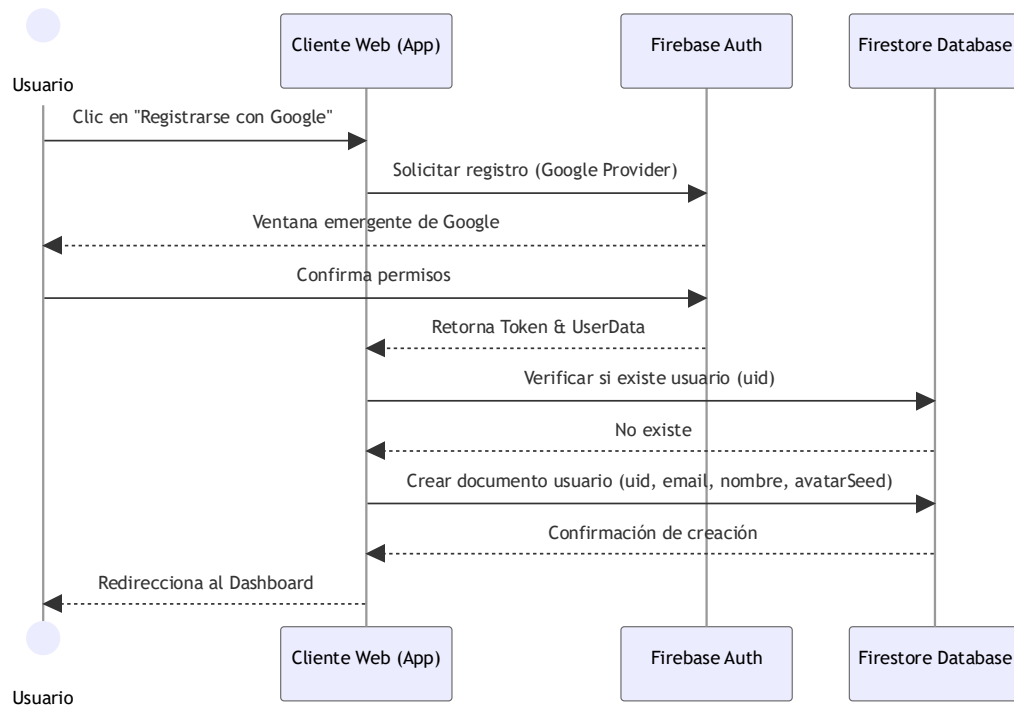 Cliente Web (App)
Firebase Auth
Firestore Database
Usuario
Clic en "Registrarse con Google"
Solicitar registro (Google Provider)
Ventana emergente de Google
Confirma permisos
Retorna Token & UserData
Verificar si existe usuario (uid)
No existe
Crear documento usuario (uid, email, nombre, avatarSeed)
Confirmación de creación
Redirecciona al Dashboard
Cliente Web (App)
Firebase Auth
Firestore Database
Usuario